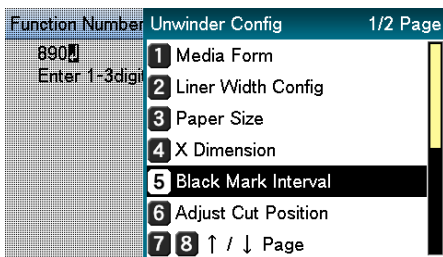 Function Number
890
Enter 1-3digi
Unwinder Config 1/2 Page
1 Media Form
2 Liner Width Config
3 Paper Size
4 X Dimension
5 Black Mark Interval
6 Adjust Cut Position
7 8 ↑ / ↓ Page